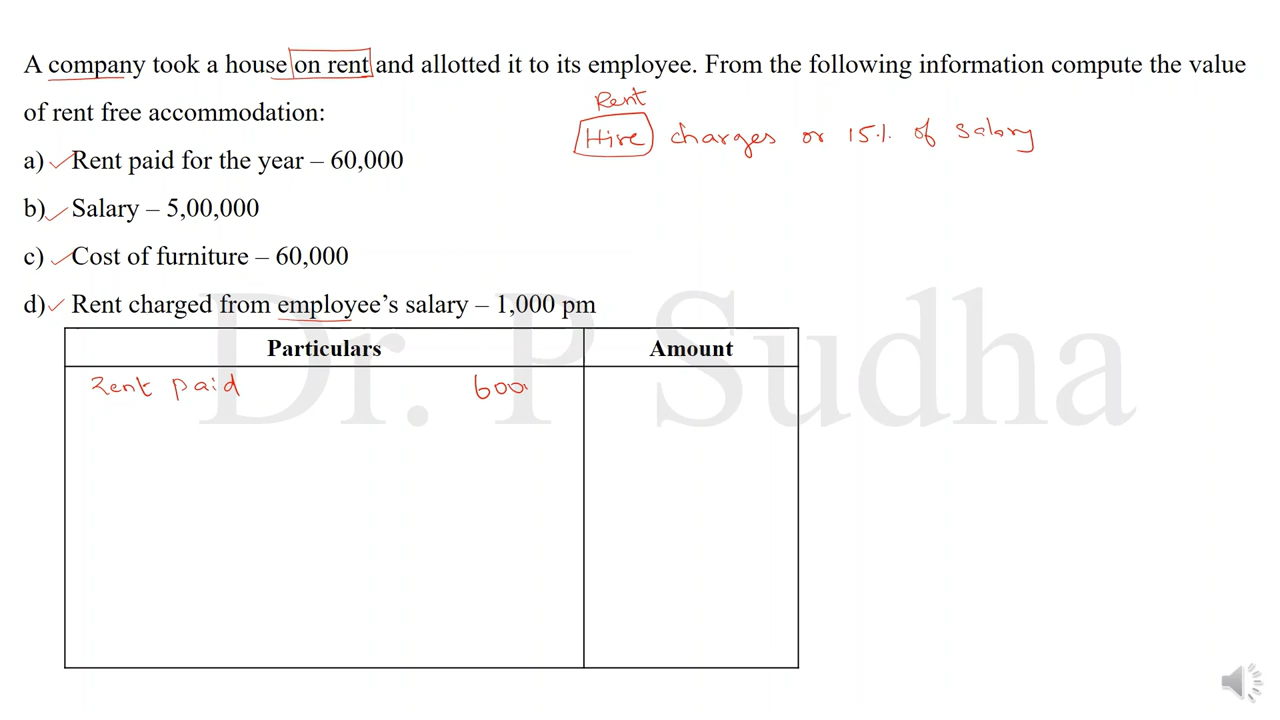 A company took a house on rent and allotted it to its employee. From the following information compute the value
of rent free accommodation:
Rent
Hire charges or 15% of salary
a) Rent paid for the year – 60,000
b) Salary – 5,00,000
c) Cost of furniture – 60,000
d) Rent charged from employee's salary – 1,000 pm
Particulars Amount
Rent paid 600
Dr. P Sudha